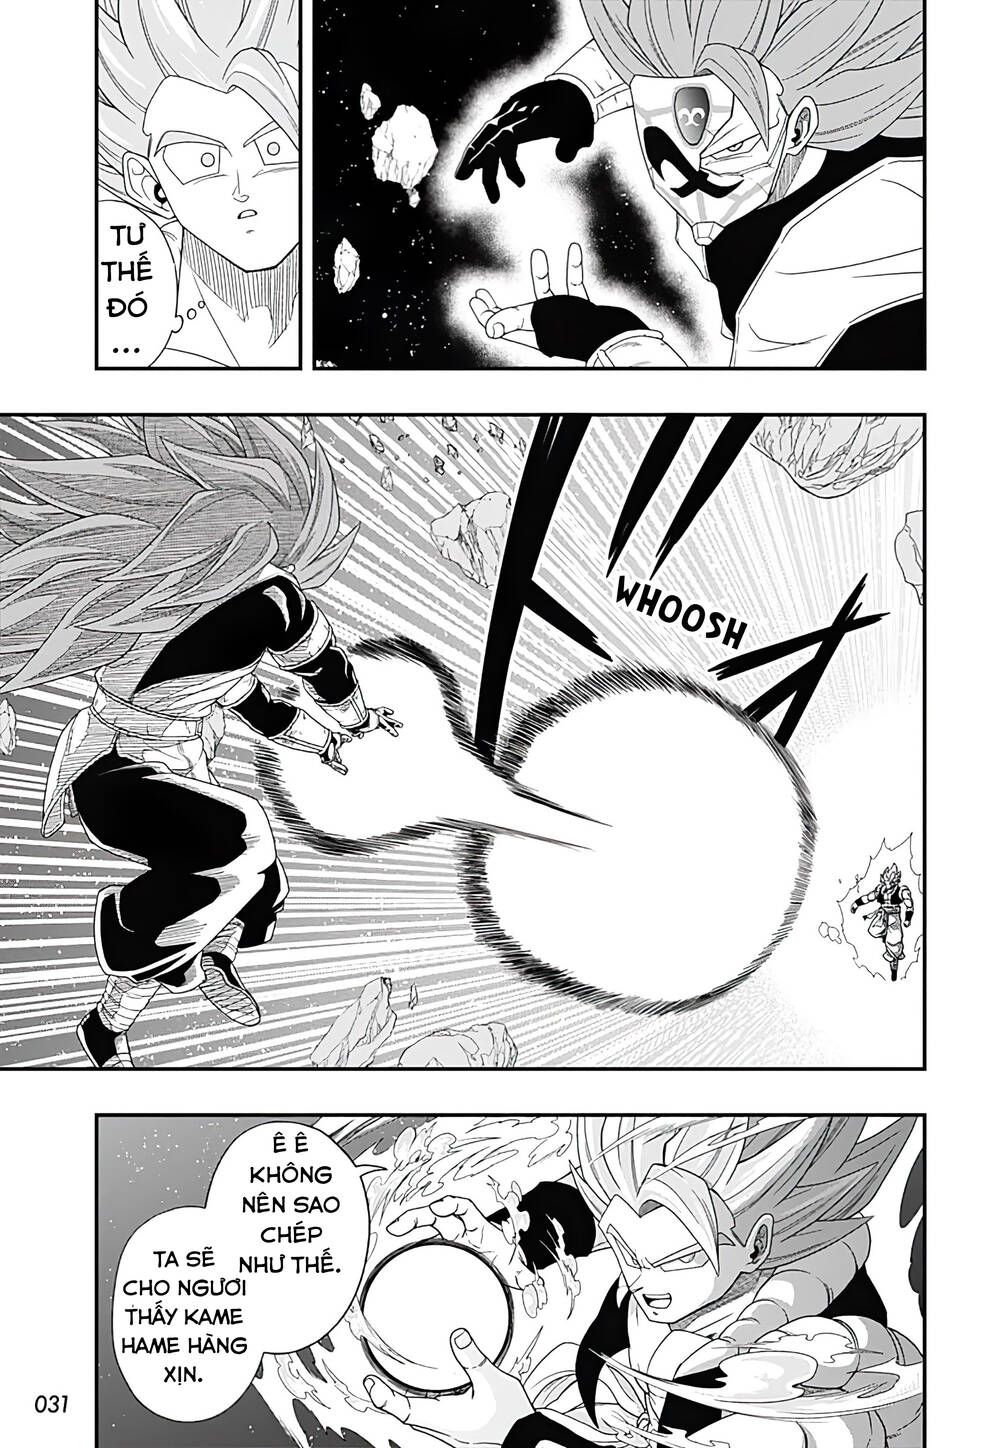 TƯ
THẾ
ĐÓ
...
WHOOSH
Ê Ê
KHÔNG
NÊN SAO
CHÉP
NHƯ THẾ.
TA SẼ
CHO NGƯƠI
THẤY KAME
HAME HÀNG
XỊN.
031